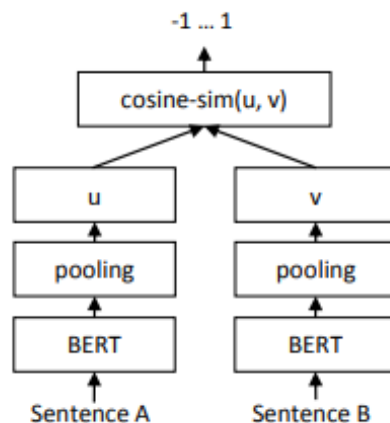 -1 … 1
cosine-sim(u, v)
u v
pooling pooling
BERT BERT
Sentence A Sentence B